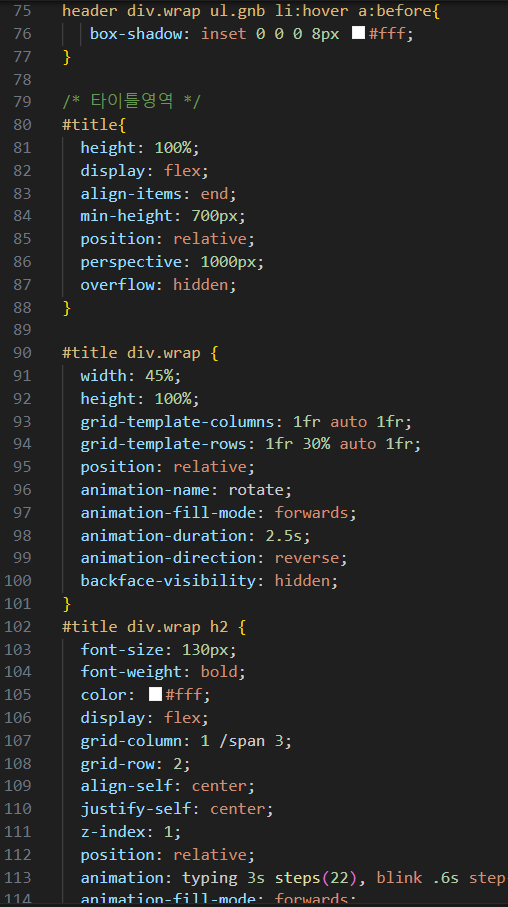 75 header div.wrap ul.gnb li:hover a:before{
76 box-shadow: inset 0 0 0 8px #fff;
77 }
78
79 /* 타이틀영역 */
80 #title{
81 height: 100%;
82 display: flex;
83 align-items: end;
84 min-height: 700px;
85 position: relative;
86 perspective: 1000px;
87 overflow: hidden;
88 }
89
90 #title div.wrap {
91 width: 45%;
92 height: 100%;
93 grid-template-columns: 1fr auto 1fr;
94 grid-template-rows: 1fr 30% auto 1fr;
95 position: relative;
96 animation-name: rotate;
97 animation-fill-mode: forwards;
98 animation-duration: 2.5s;
99 animation-direction: reverse;
100 backface-visibility: hidden;
101 }
102 #title div.wrap h2 {
103 font-size: 130px;
104 font-weight: bold;
105 color: #fff;
106 display: flex;
107 grid-column: 1 /span 3;
108 grid-row: 2;
109 align-self: center;
110 justify-self: center;
111 z-index: 1;
112 position: relative;
113 animation: typing 3s steps(22), blink .6s step
114 animation-fill-mode: forwards;